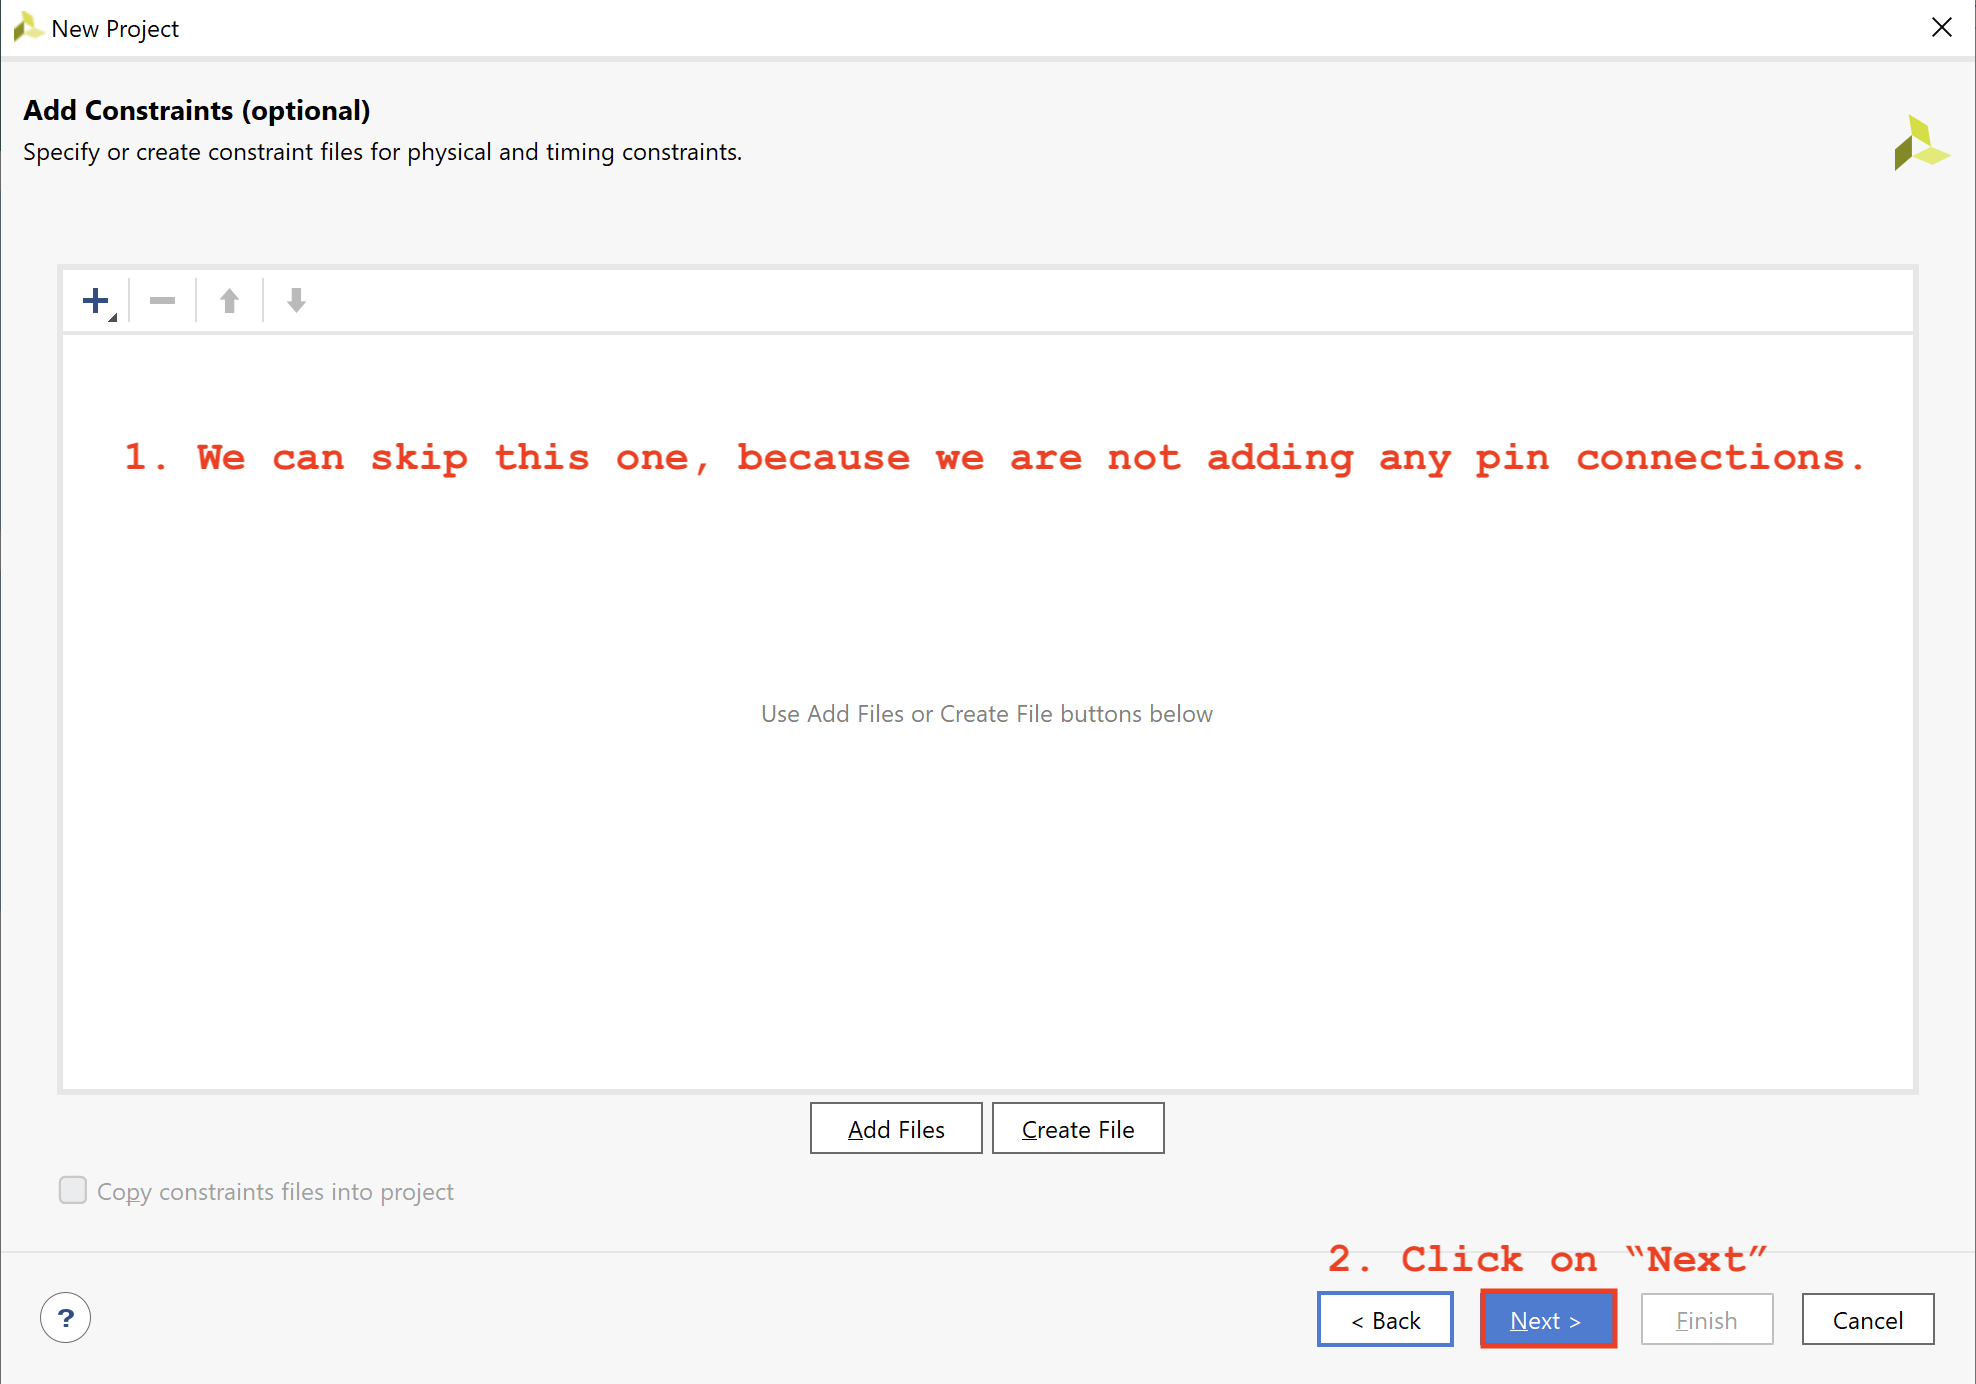 New Project
Add Constraints (optional)
Specify or create constraint files for physical and timing constraints.
1. We can skip this one, because we are not adding any pin connections.
Use Add Files or Create File buttons below
Add Files Create File
Copy constraints files into project
2. Click on “Next”
? < Back Next > Finish Cancel